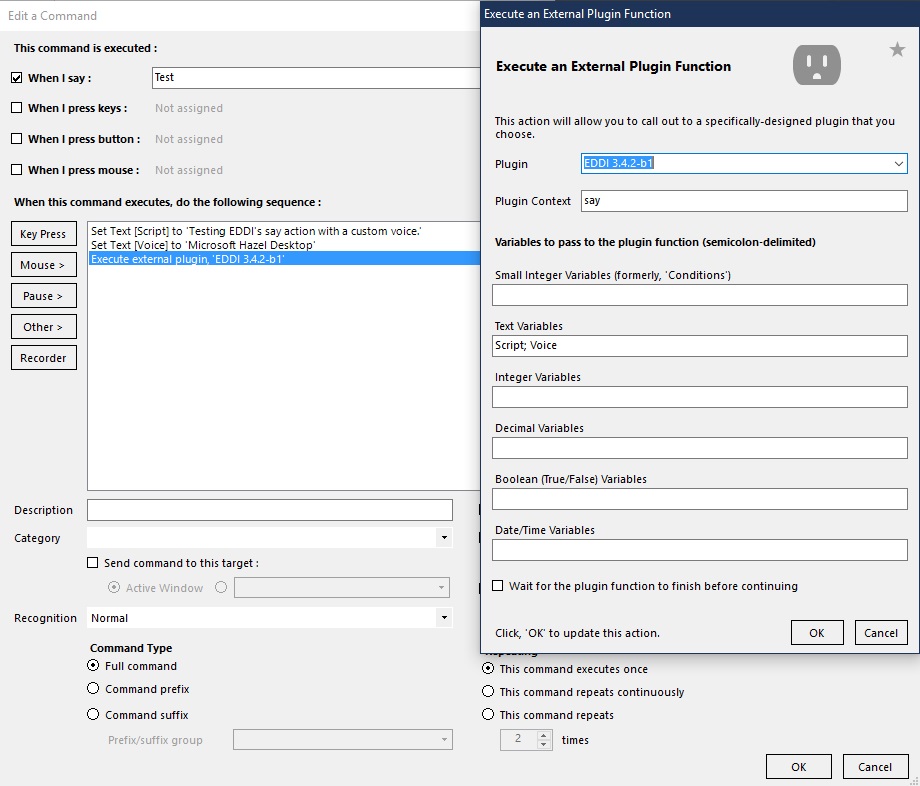 Edit a Command
This command is executed :
When I say :
Test
When I press keys :
Not assigned
When I press button :
Not assigned
When I press mouse :
Not assigned
When this command executes, do the following sequence :
Key Press
Mouse >
Pause >
Other >
Recorder
Set Text [Script] to 'Testing EDDI's say action with a custom voice.'
Set Text [Voice] to 'Microsoft Hazel Desktop'
Execute external plugin, 'EDDI 3.4.2-b1'
Description
Category
Send command to this target :
Active Window
Recognition
Normal
Command Type
Full command
Command prefix
Command suffix
Prefix/suffix group
Execute an External Plugin Function
Execute an External Plugin Function
This action will allow you to call out to a specifically-designed plugin that you
choose.
Plugin
EDDI 3.4.2-b1
Plugin Context
say
Variables to pass to the plugin function (semicolon-delimited)
Small Integer Variables (formerly, 'Conditions')
Text Variables
Script; Voice
Integer Variables
Decimal Variables
Boolean (True/False) Variables
Date/Time Variables
Wait for the plugin function to finish before continuing
Click, 'OK' to update this action.
OK
Cancel
Repeating
This command executes once
This command repeats continuously
This command repeats
2
times
OK
Cancel